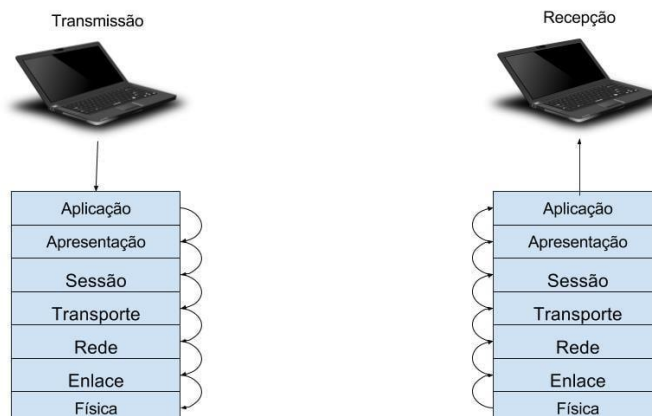 Transmissão
Recepção
Aplicação
Apresentação
Sessão
Transporte
Rede
Enlace
Física
Aplicação
Apresentação
Sessão
Transporte
Rede
Enlace
Física